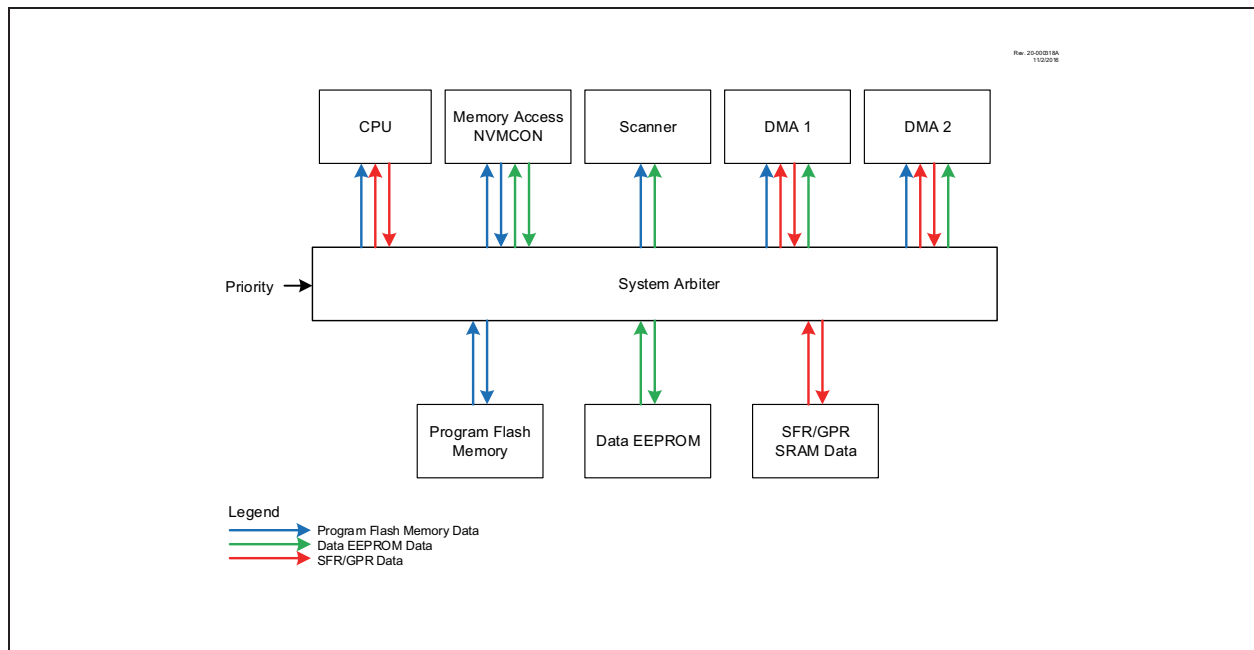 Rev. 20-000318A
11/2/2016
CPU
Memory Access
NVMCON
Scanner
DMA 1
DMA 2
Priority
System Arbiter
Program Flash
Memory
Data EEPROM
SFR/GPR
SRAM Data
Legend
Program Flash Memory Data
Data EEPROM Data
SFR/GPR Data